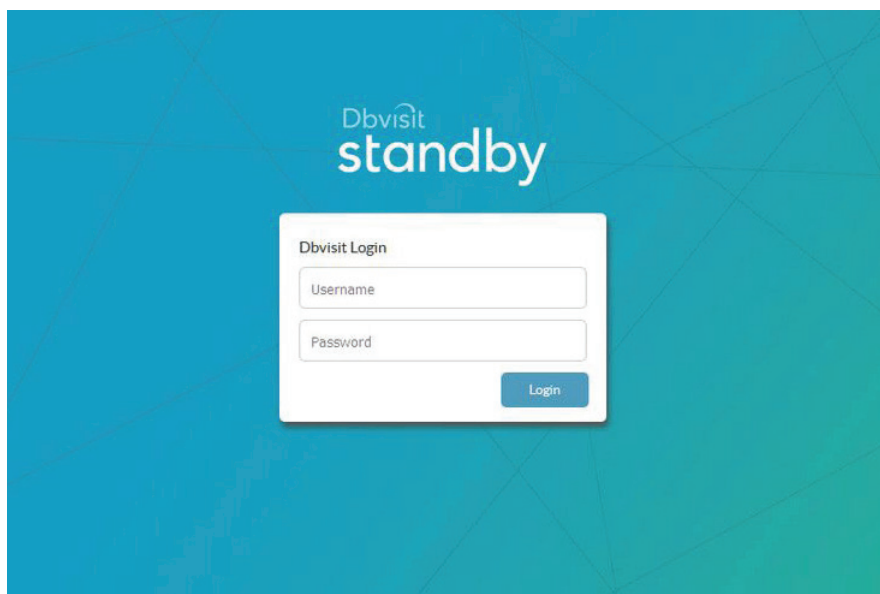 Dbvisit
standby
Dbvisit Login
Username
Password
Login